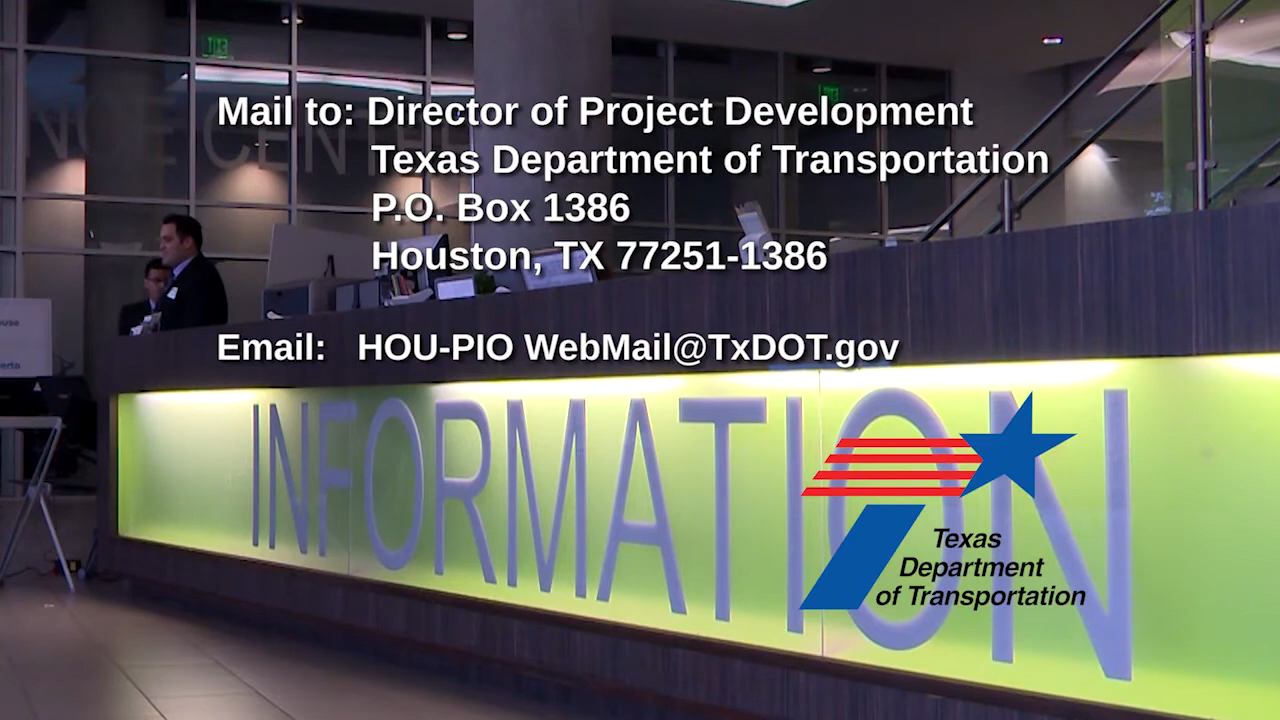 Mail to: Director of Project Development
Texas Department of Transportation
P.O. Box 1386
Houston, TX 77251-1386
Email: HOU-PIO WebMail@TxDOT.gov
INFORMATION
Texas
Department
of Transportation